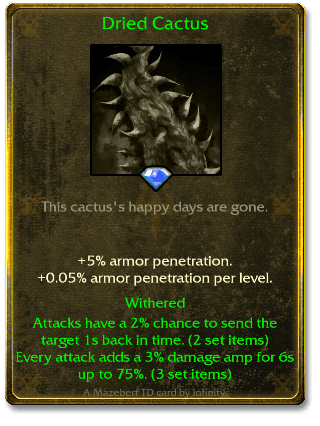 Dried Cactus
This cactus's happy days are gone.
+5% armor penetration.
+0.05% armor penetration per level.
Withered
Attacks have a 2% chance to send the
target 1s back in time. (2 set items)
Every attack adds a 3% damage amp for 6s
up to 75%. (3 set items)
A Mazebert TD card by Infinity.